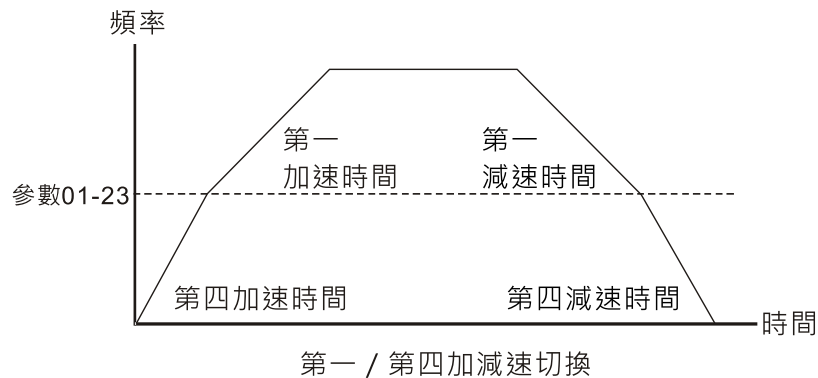 頻率
第一
加速時間
第一
減速時間
參數01-23
第四加速時間
第四減速時間
時間
第一 / 第四加減速切換